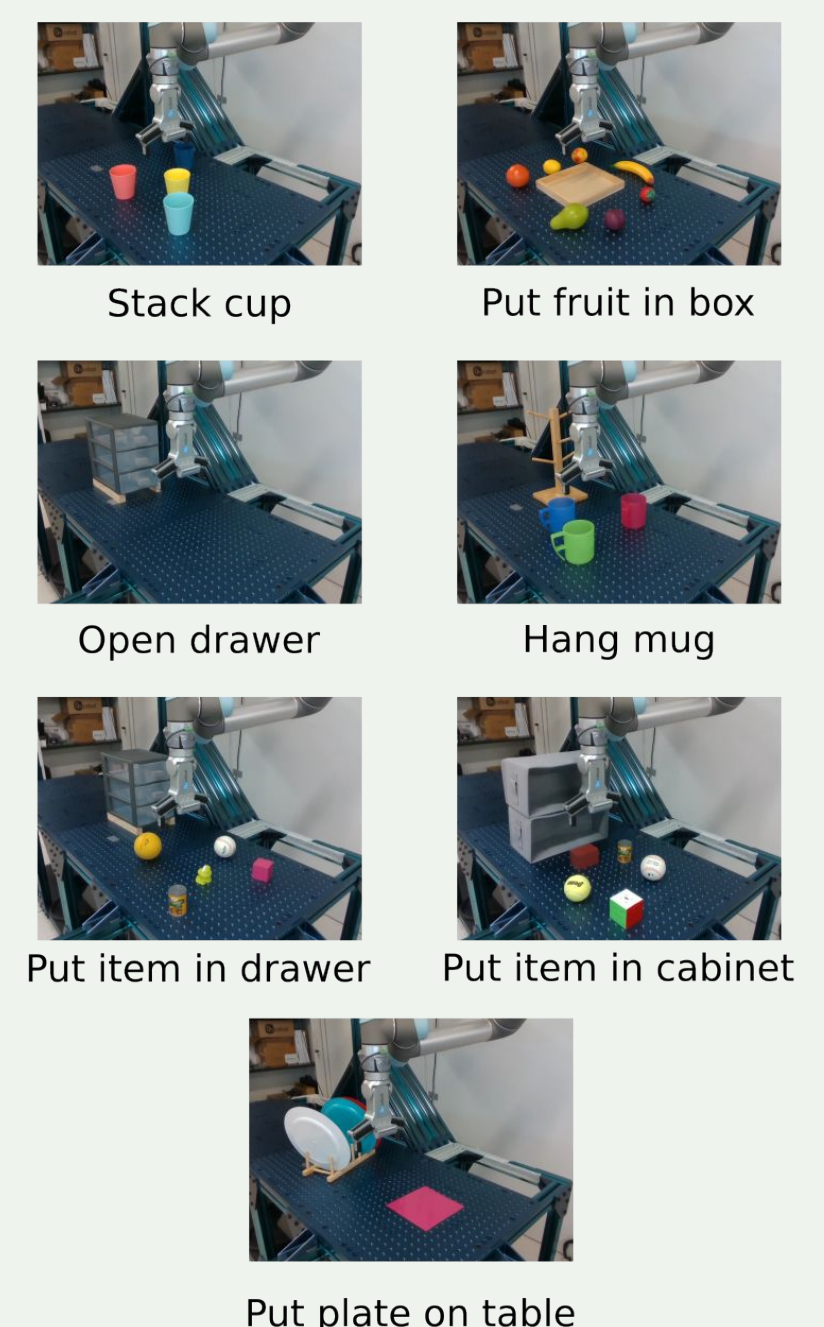 Stack cup
Put fruit in box
Open drawer
Hang mug
Put item in drawer
Put item in cabinet
Put plate on table